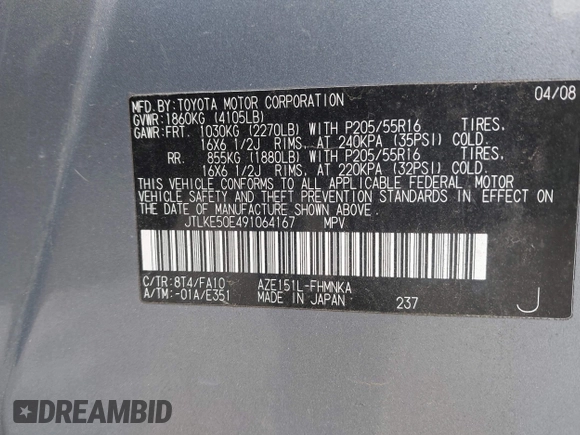 MFD.BY:TOYOTA MOTOR CORPORATION 04/08
GVWR:1860KG (4105LB)
GAWR:FRT. 1030KG (2270LB) WITH P205/55R16 TIRES,
16X6 1/2J RIMS, AT 240KPA (35PSI) COLD.
RR. 855KG (1880LB) WITH P205/55R16 TIRES,
16X6 1/2J RIMS, AT 220KPA (32PSI) COLD.
THIS VEHICLE CONFORMS TO ALL APPLICABLE FEDERAL MOTOR
VEHICLE SAFETY AND THEFT PREVENTION STANDARDS IN EFFECT ON
THE DATE OF MANUFACTURE SHOWN ABOVE.
JTLKE50E491064167 MPV
C/TR:8T4/FA10 AZE151L-FHMNKA
A/TM:-01A/E351 MADE IN JAPAN 237 J
DREAMBID